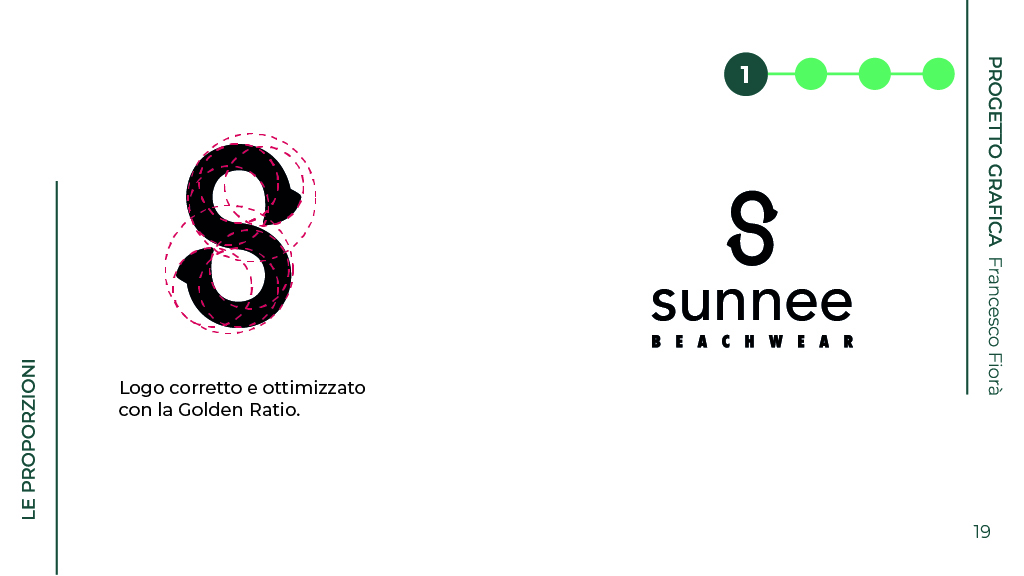 1
PROGETTO GRAFICA Francesco Fiorà
sunnee
BEACHWEAR
Logo corretto e ottimizzato
con la Golden Ratio.
LE PROPORZIONI
19